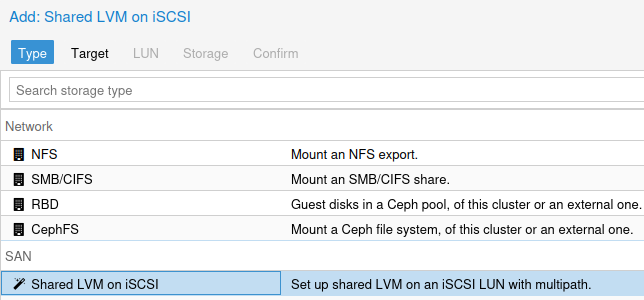 Add: Shared LVM on iSCSI
Type Target LUN Storage Confirm
Search storage type
Network
NFS Mount an NFS export.
SMB/CIFS Mount an SMB/CIFS share.
RBD Guest disks in a Ceph pool, of this cluster or an external one.
CephFS Mount a Ceph file system, of this cluster or an external one.
SAN
Shared LVM on iSCSI Set up shared LVM on an iSCSI LUN with multipath.